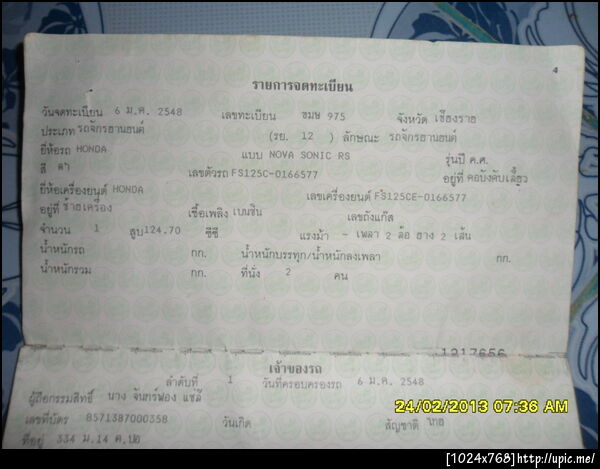 4
รายการจดทะเบียน
วันจดทะเบียน 6 ม.ค. 2548 เลขทะเบียน ขมษ 975 จังหวัด เชียงราย
ประเภท รถจักรยานยนต์ (รย. 12 ) ลักษณะ รถจักรยานยนต์
ยี่ห้อรถ HONDA แบบ NOVA SONIC RS รุ่นปี ค.ศ.
สี ดำ เลขตัวรถ FS125C-0166577 อยู่ที่ คอบังคับเลี้ยว
ยี่ห้อเครื่องยนต์ HONDA เลขเครื่องยนต์ FS125CE-0166577
อยู่ที่ ซ้ายเครื่อง เชื้อเพลิง เบนซิน เลขถังแก๊ส
จำนวน 1 สูบ 124.70 ซีซี แรงม้า - เพลา 2 ล้อ ยาง 2 เส้น
น้ำหนักรถ กก. น้ำหนักบรรทุก/น้ำหนักลงเพลา กก.
น้ำหนักรวม กก. ที่นั่ง 2 คน
1217656
เจ้าของรถ
ลำดับที่ 1 วันที่ครอบครองรถ 6 ม.ค. 2548
ผู้ถือกรรมสิทธิ์ นาง จันทรฟอง แซลี
เลขที่บัตร 8571387000358 วันเกิด สัญชาติ ไทย
ที่อยู่ 334 ม.14 ต.ปอ
24/02/2013 07:36 AM
[1024x768]http://upic.me/